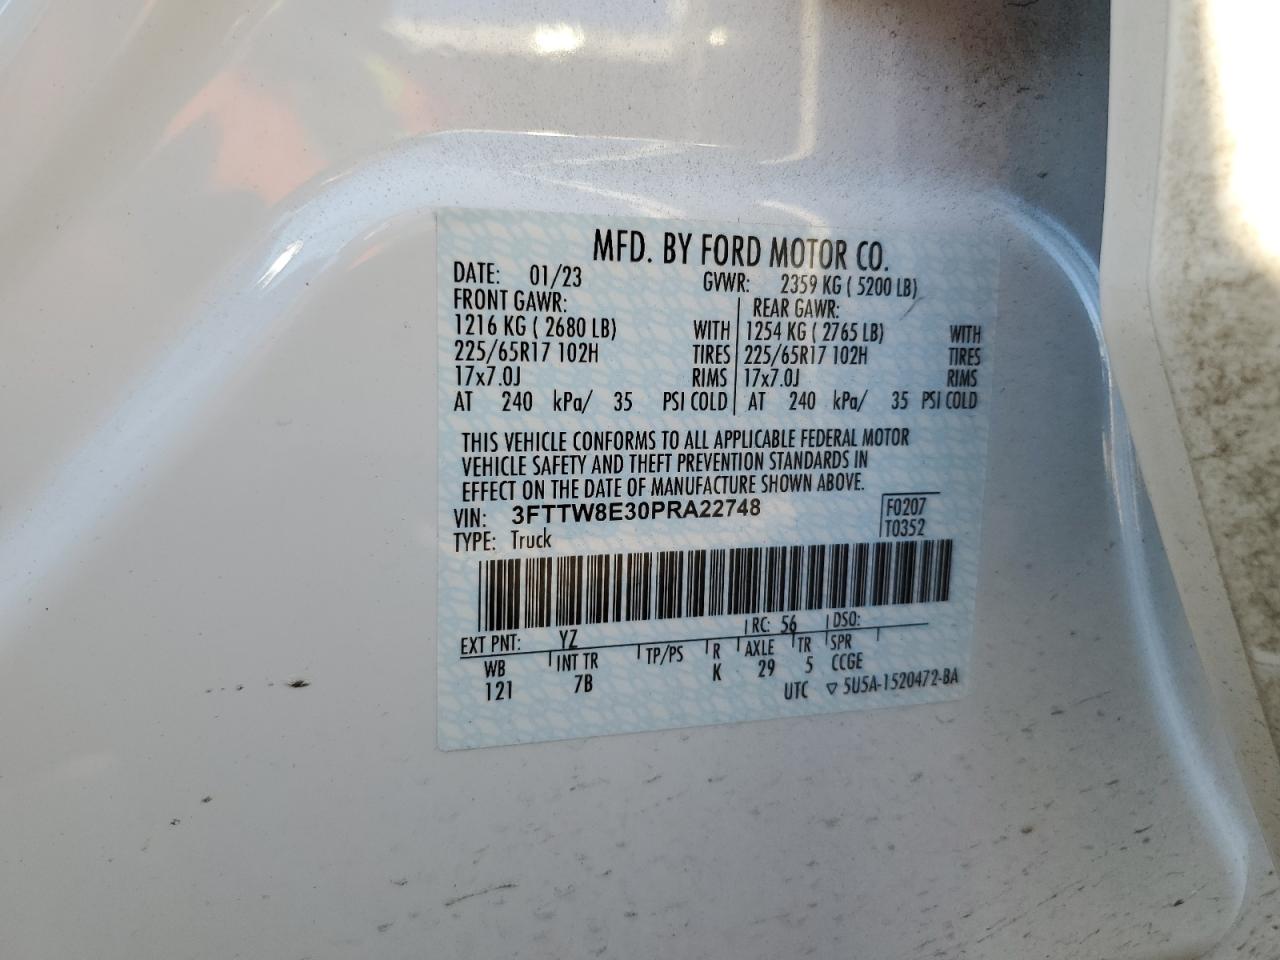 MFD. BY FORD MOTOR CO.
DATE: 01/23 GVWR: 2359 KG ( 5200 LB)
FRONT GAWR: REAR GAWR:
1216 KG ( 2680 LB) WITH 1254 KG ( 2765 LB) WITH
225/65R17 102H TIRES 225/65R17 102H TIRES
17x7.0J RIMS 17x7.0J RIMS
AT 240 kPa/ 35 PSI COLD AT 240 kPa/ 35 PSI COLD
THIS VEHICLE CONFORMS TO ALL APPLICABLE FEDERAL MOTOR
VEHICLE SAFETY AND THEFT PREVENTION STANDARDS IN
EFFECT ON THE DATE OF MANUFACTURE SHOWN ABOVE.
VIN: 3FTTW8E30PRA22748 F0207
TYPE: Truck T0352
EXT PNT: YZ RC: 56 DSO:
WB INT TR TP/PS R AXLE TR SPR
121 7B K 29 5 CCGE
UTC ▽ 5U5A-1520472-BA